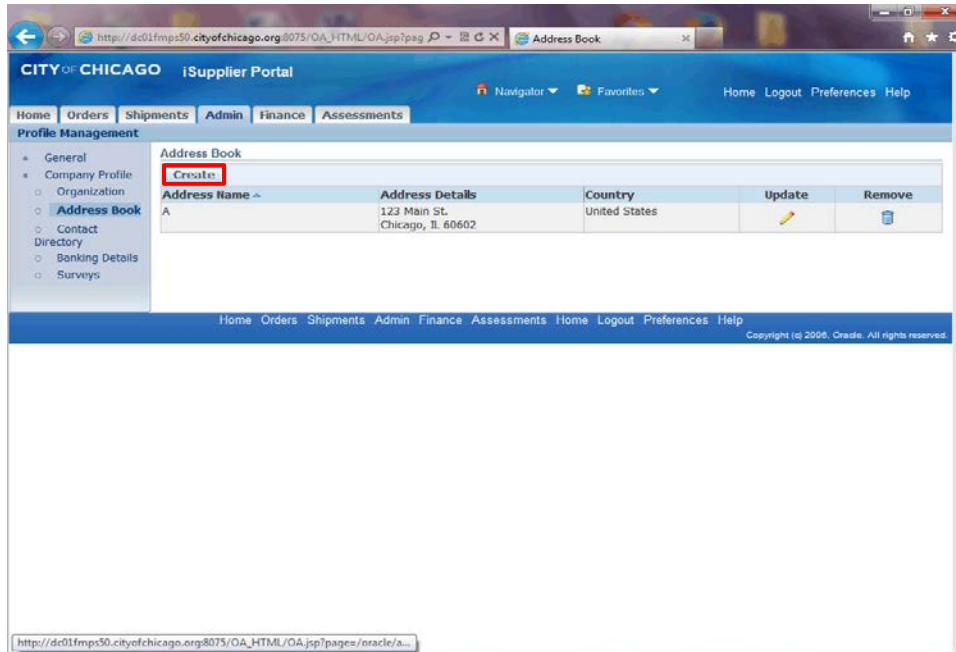 http://dc01fmps50.cityofchicago.org:8075/OA_HTML/OA.jsp?pag
Address Book
CITY OF CHICAGO iSupplier Portal
Navigator Favorites Home Logout Preferences Help
Home Orders Shipments Admin Finance Assessments
Profile Management
General
Company Profile
Organization
Address Book
Contact
Directory
Banking Details
Surveys
Address Book
Create
Address Name Address Details Country Update Remove
A 123 Main St. United States
Chicago, IL 60602
Home Orders Shipments Admin Finance Assessments Home Logout Preferences Help
Copyright (c) 2006, Oracle. All rights reserved.
http://dc01fmps50.cityofchicago.org:8075/OA_HTML/OA.jsp?page=/oracle/a...